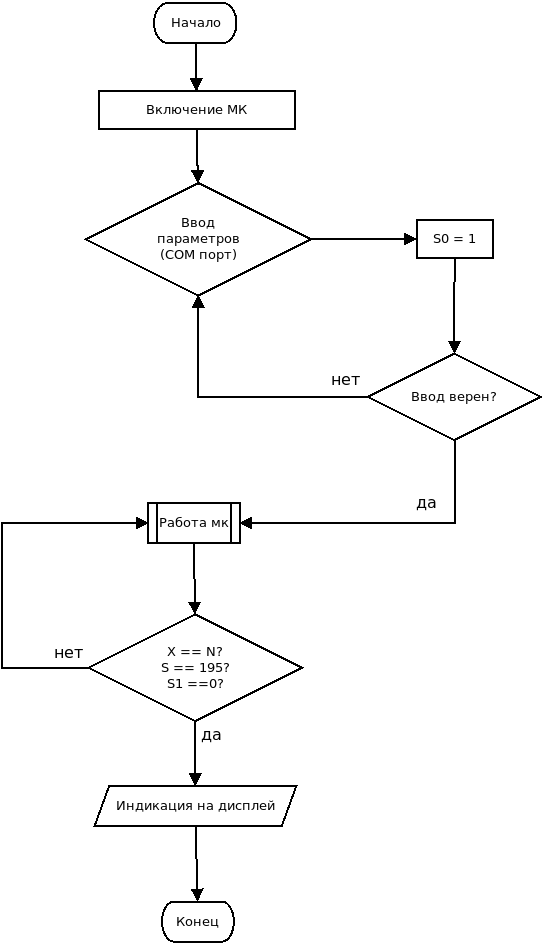 Начало
Включение МК
Ввод
параметров
(COM порт)
S0 = 1
нет
Ввод верен?
да
Работа мк
нет
X == N?
S == 195?
S1 ==0?
да
Индикация на дисплей
Конец